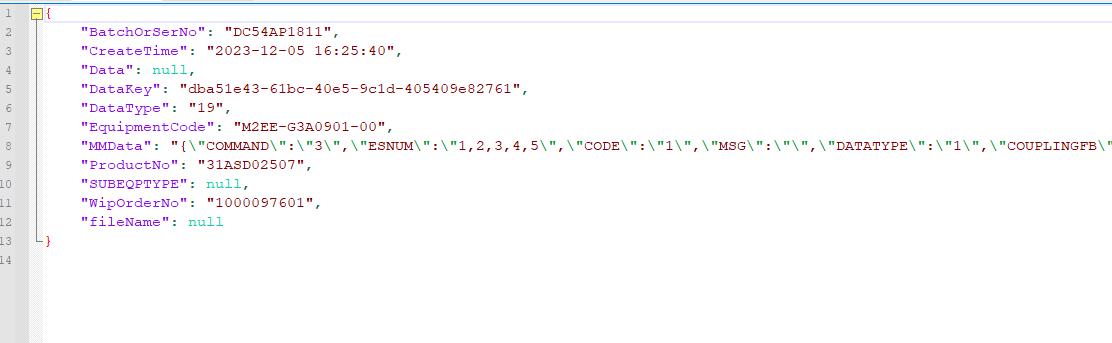 1 {
2 "BatchOrSerNo": "DC54AP1811",
3 "CreateTime": "2023-12-05 16:25:40",
4 "Data": null,
5 "DataKey": "dba51e43-61bc-40e5-9c1d-405409e82761",
6 "DataType": "19",
7 "EquipmentCode": "M2EE-G3A0901-00",
8 "MMData": "{\"COMMAND\":\"3\",\"ESNUM\":\"1,2,3,4,5\",\"CODE\":\"1\",\"MSG\":\"\",\"DATATYPE\":\"1\",\"COUPLINGFB\"
9 "ProductNo": "31ASD02507",
10 "SUBEQPTYPE": null,
11 "WipOrderNo": "1000097601",
12 "fileName": null
13 }
14